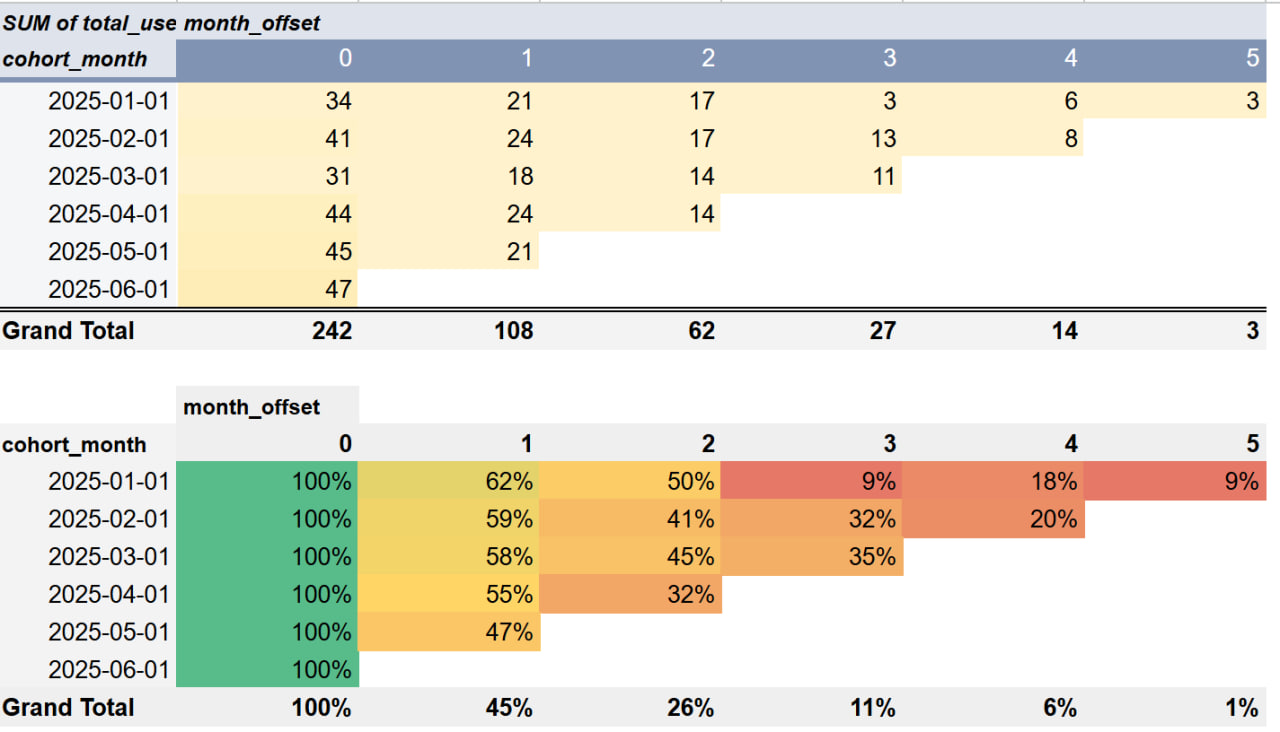 SUM of total_use month_offset
cohort_month 0 1 2 3 4 5
2025-01-01 34 21 17 3 6 3
2025-02-01 41 24 17 13 8
2025-03-01 31 18 14 11
2025-04-01 44 24 14
2025-05-01 45 21
2025-06-01 47
Grand Total 242 108 62 27 14 3
month_offset
cohort_month 0 1 2 3 4 5
2025-01-01 100% 62% 50% 9% 18% 9%
2025-02-01 100% 59% 41% 32% 20%
2025-03-01 100% 58% 45% 35%
2025-04-01 100% 55% 32%
2025-05-01 100% 47%
2025-06-01 100%
Grand Total 100% 45% 26% 11% 6% 1%